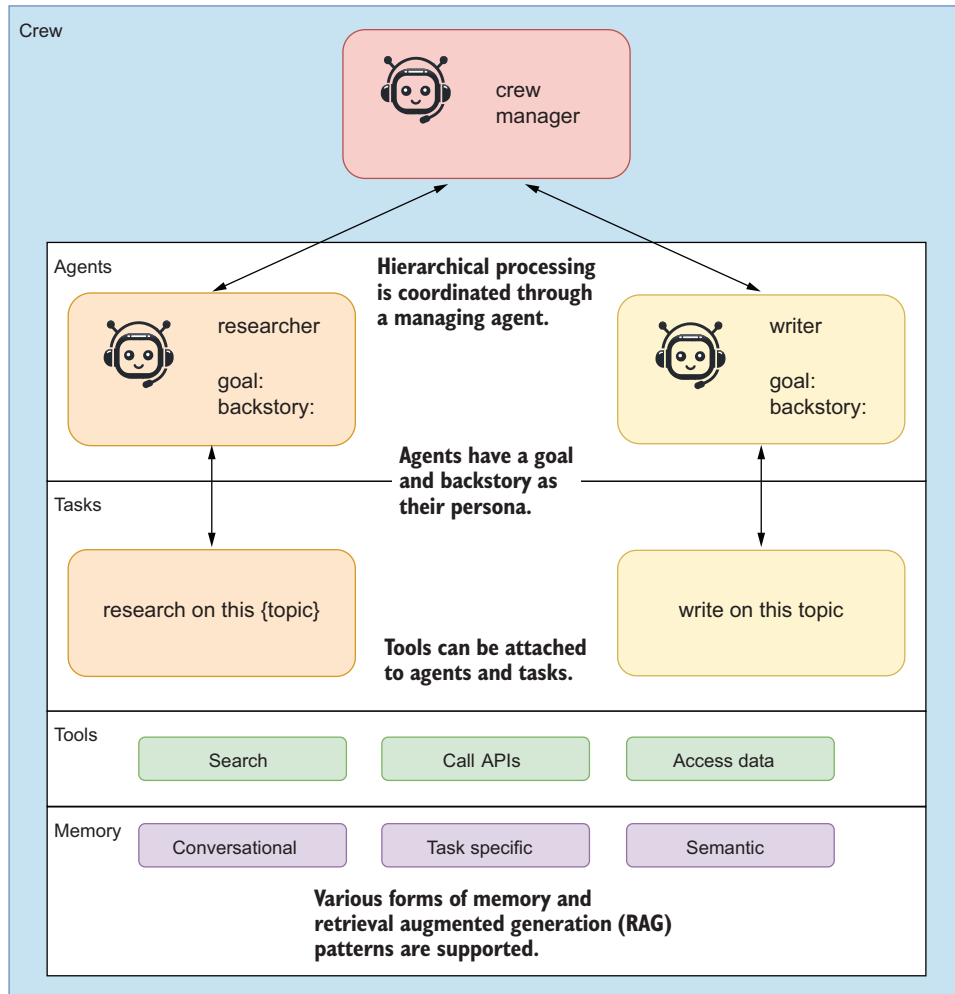 Crew
crew
manager
Agents
Hierarchical processing
is coordinated through
a managing agent.
researcher
goal:
backstory:
writer
goal:
backstory:
Agents have a goal
and backstory as
their persona.
Tasks
research on this {topic}
write on this topic
Tools can be attached
to agents and tasks.
Tools
Search
Call APIs
Access data
Memory
Conversational
Task specific
Semantic
Various forms of memory and
retrieval augmented generation (RAG)
patterns are supported.